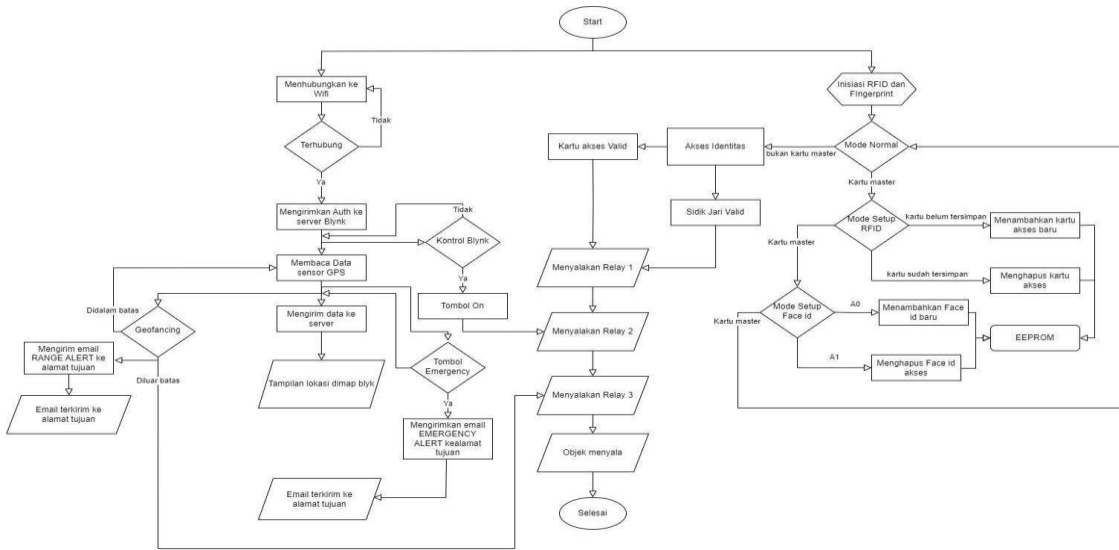 Start
Menhubungkan ke
Wifi
Tidak
Terhubung
Ya
Mengirimkan Auth ke
server Blynk
Tidak
Kontrol Blynk
Ya
Membaca Data
sensor GPS
Tombol On
Didalam batas
Geofancing
Mengirim data ke
server
Mengirim email
RANGE ALERT ke
alamat tujuan
Diluar batas
Tombol
Emergency
Tampilan lokasi dimap blyk
Email terkirim ke
alamat tujuan
Ya
Mengirimkan email
EMERGENCY
ALERT kealamat
tujuan
Email terkirim ke
alamat tujuan
Inisiasi RFID dan
FIngerprint
Mode Normal
bukan kartu master
Akses Identitas
Kartu akses Valid
Sidik Jari Valid
Kartu master
Mode Setup
RFID
kartu belum tersimpan
Menambahkan kartu
akses baru
kartu sudah tersimpan
Menghapus kartu
akses
Kartu master
Mode Setup
Face id
A0
Menambahkan Face
id baru
A1
Menghapus Face id
akses
EEPROM
Kartu master
Menyalakan Relay 1
Menyalakan Relay 2
Menyalakan Relay 3
Objek menyala
Selesai